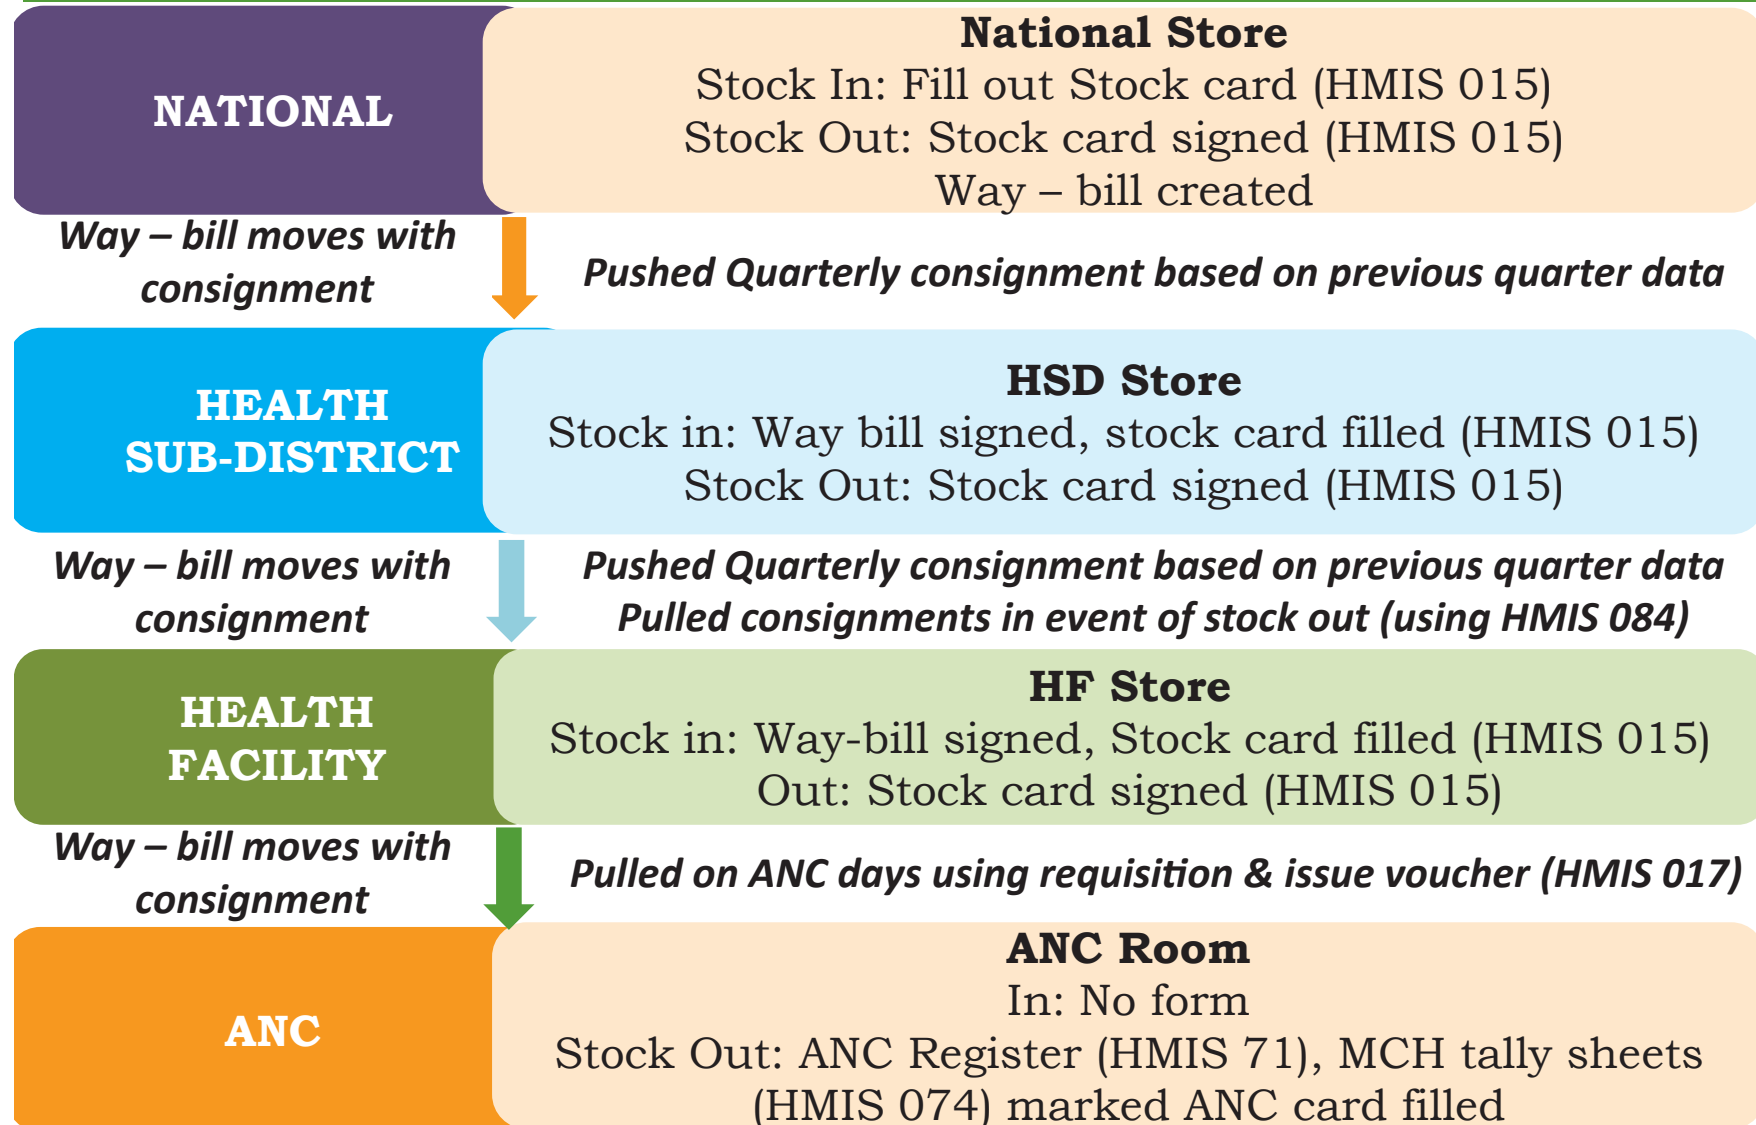 NATIONAL
National Store
Stock In: Fill out Stock card (HMIS 015)
Stock Out: Stock card signed (HMIS 015)
Way – bill created
Way – bill moves with
consignment
Pushed Quarterly consignment based on previous quarter data
HEALTH
SUB-DISTRICT
HSD Store
Stock in: Way bill signed, stock card filled (HMIS 015)
Stock Out: Stock card signed (HMIS 015)
Way – bill moves with
consignment
Pushed Quarterly consignment based on previous quarter data
Pulled consignments in event of stock out (using HMIS 084)
HEALTH
FACILITY
HF Store
Stock in: Way-bill signed, Stock card filled (HMIS 015)
Out: Stock card signed (HMIS 015)
Way – bill moves with
consignment
Pulled on ANC days using requisition & issue voucher (HMIS 017)
ANC
ANC Room
In: No form
Stock Out: ANC Register (HMIS 71), MCH tally sheets
(HMIS 074) marked ANC card filled